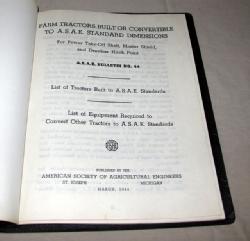 FARM TRACTORS BUILT OR CONVERTIBLE
TO A.S.A.E. STANDARD DIMENSIONS
For Power Take-Off Shaft, Master Shield,
and Drawbar Hitch Point
A.S.A.E. BULLETIN NO. 44
List of Tractors Built to A.S.A.E. Standards
List of Equipment Required to
Convert Other Tractors to A.S.A.E. Standards
PUBLISHED BY THE
AMERICAN SOCIETY OF AGRICULTURAL ENGINEERS
ST. JOSEPH MICHIGAN
MARCH, 1944